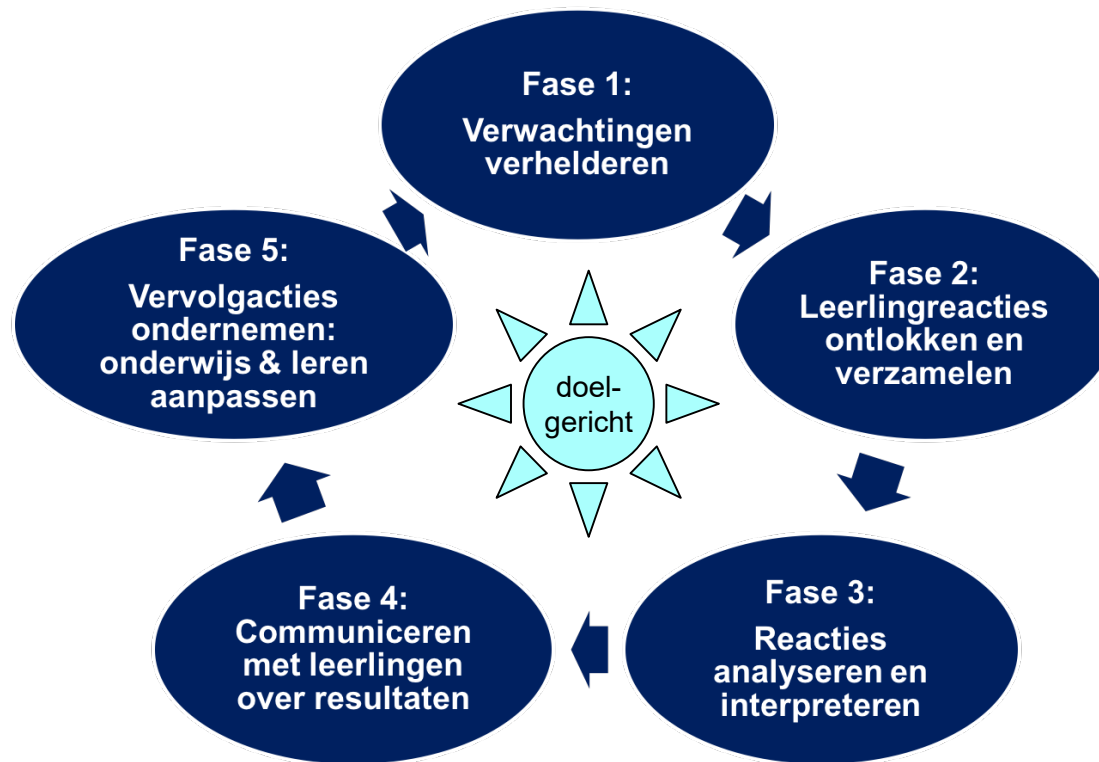 Fase 1:
Verwachtingen
verhelderen
Fase 2:
Leerlingreacties
ontlokken en
verzamelen
Fase 3:
Reacties
analyseren en
interpreteren
Fase 4:
Communiceren
met leerlingen
over resultaten
Fase 5:
Vervolgacties
ondernemen:
onderwijs & leren
aanpassen
doel-
gericht